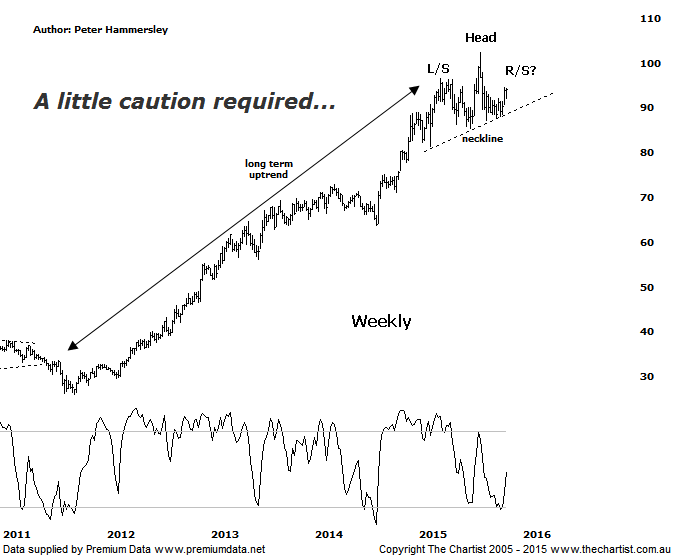 110
Author: Peter Hammersley
Head
100
L/S
R/S?
A little caution required...
90
neckline
80
long term
uptrend
70
60
50
Weekly
40
30
2011 2012 2013 2014 2015 2016
Data supplied by Premium Data www.premiumdata.net
Copyright The Chartist 2005 - 2015 www.thechartist.com.au